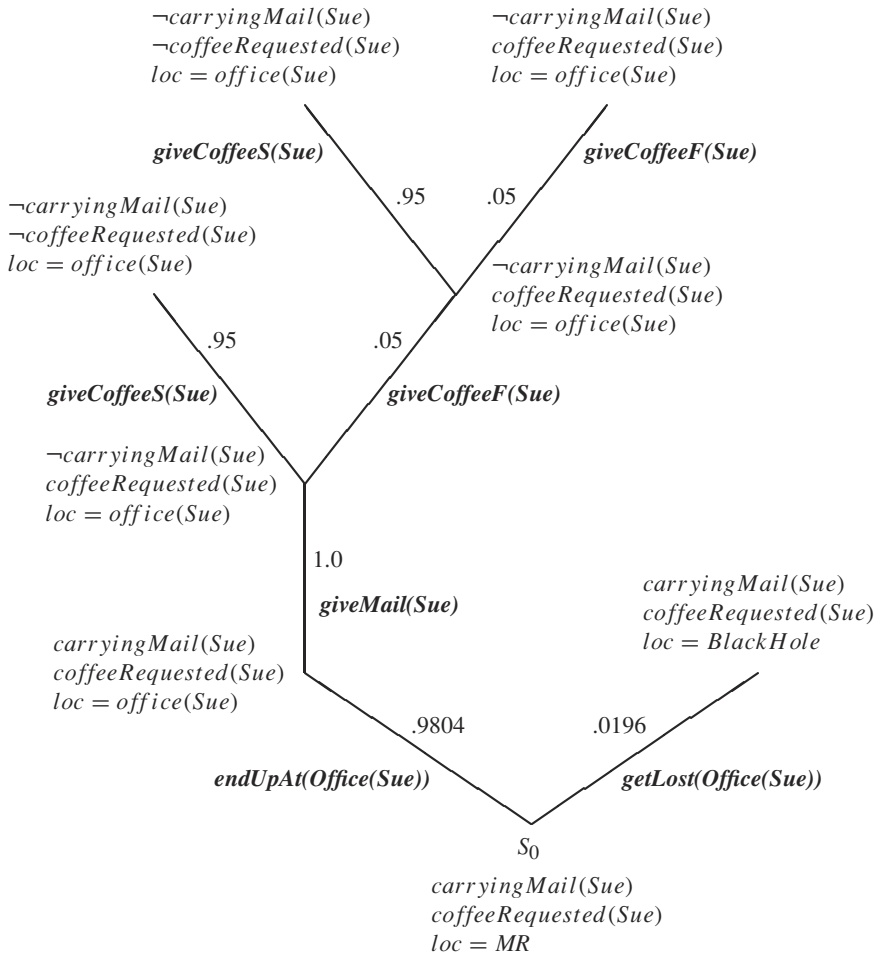 ¬carryingMail(Sue)
¬coffeeRequested(Sue)
loc = office(Sue)
¬carryingMail(Sue)
coffeeRequested(Sue)
loc = office(Sue)
giveCoffeeS(Sue)
giveCoffeeF(Sue)
.95
.05
¬carryingMail(Sue)
¬coffeeRequested(Sue)
loc = office(Sue)
¬carryingMail(Sue)
coffeeRequested(Sue)
loc = office(Sue)
.95
.05
giveCoffeeS(Sue)
giveCoffeeF(Sue)
¬carryingMail(Sue)
coffeeRequested(Sue)
loc = office(Sue)
1.0
giveMail(Sue)
carryingMail(Sue)
coffeeRequested(Sue)
loc = BlackHole
carryingMail(Sue)
coffeeRequested(Sue)
loc = office(Sue)
.9804
.0196
endUpAt(Office(Sue))
getLost(Office(Sue))
S0
carryingMail(Sue)
coffeeRequested(Sue)
loc = MR